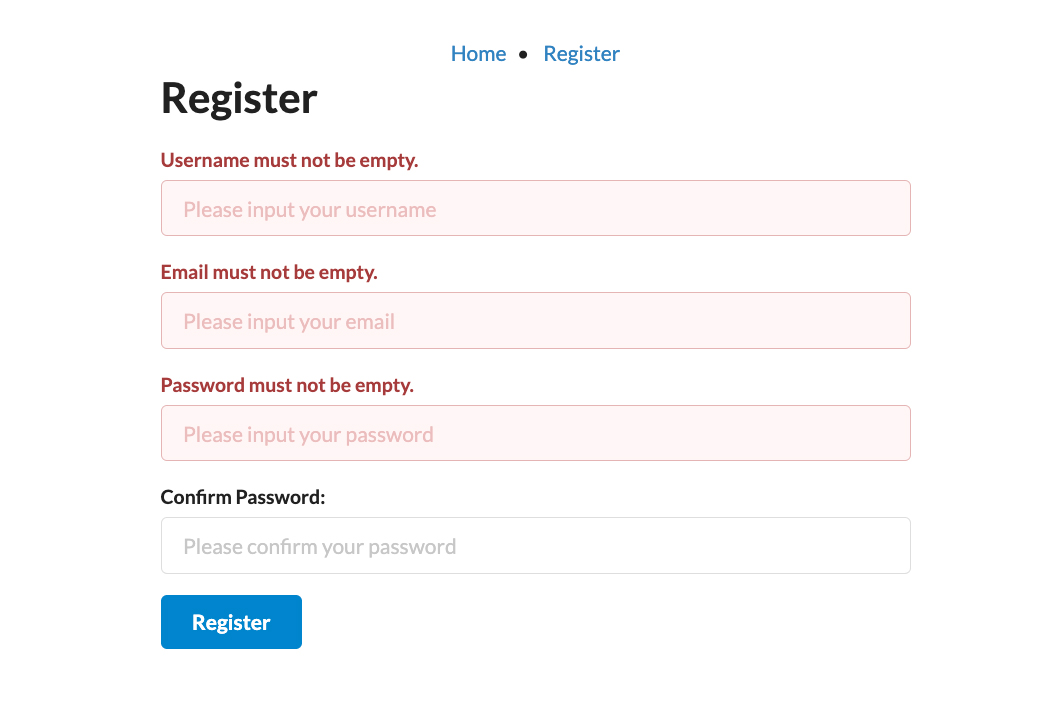 Home • Register
Register
Username must not be empty.
Please input your username
Email must not be empty.
Please input your email
Password must not be empty.
Please input your password
Confirm Password:
Please confirm your password
Register